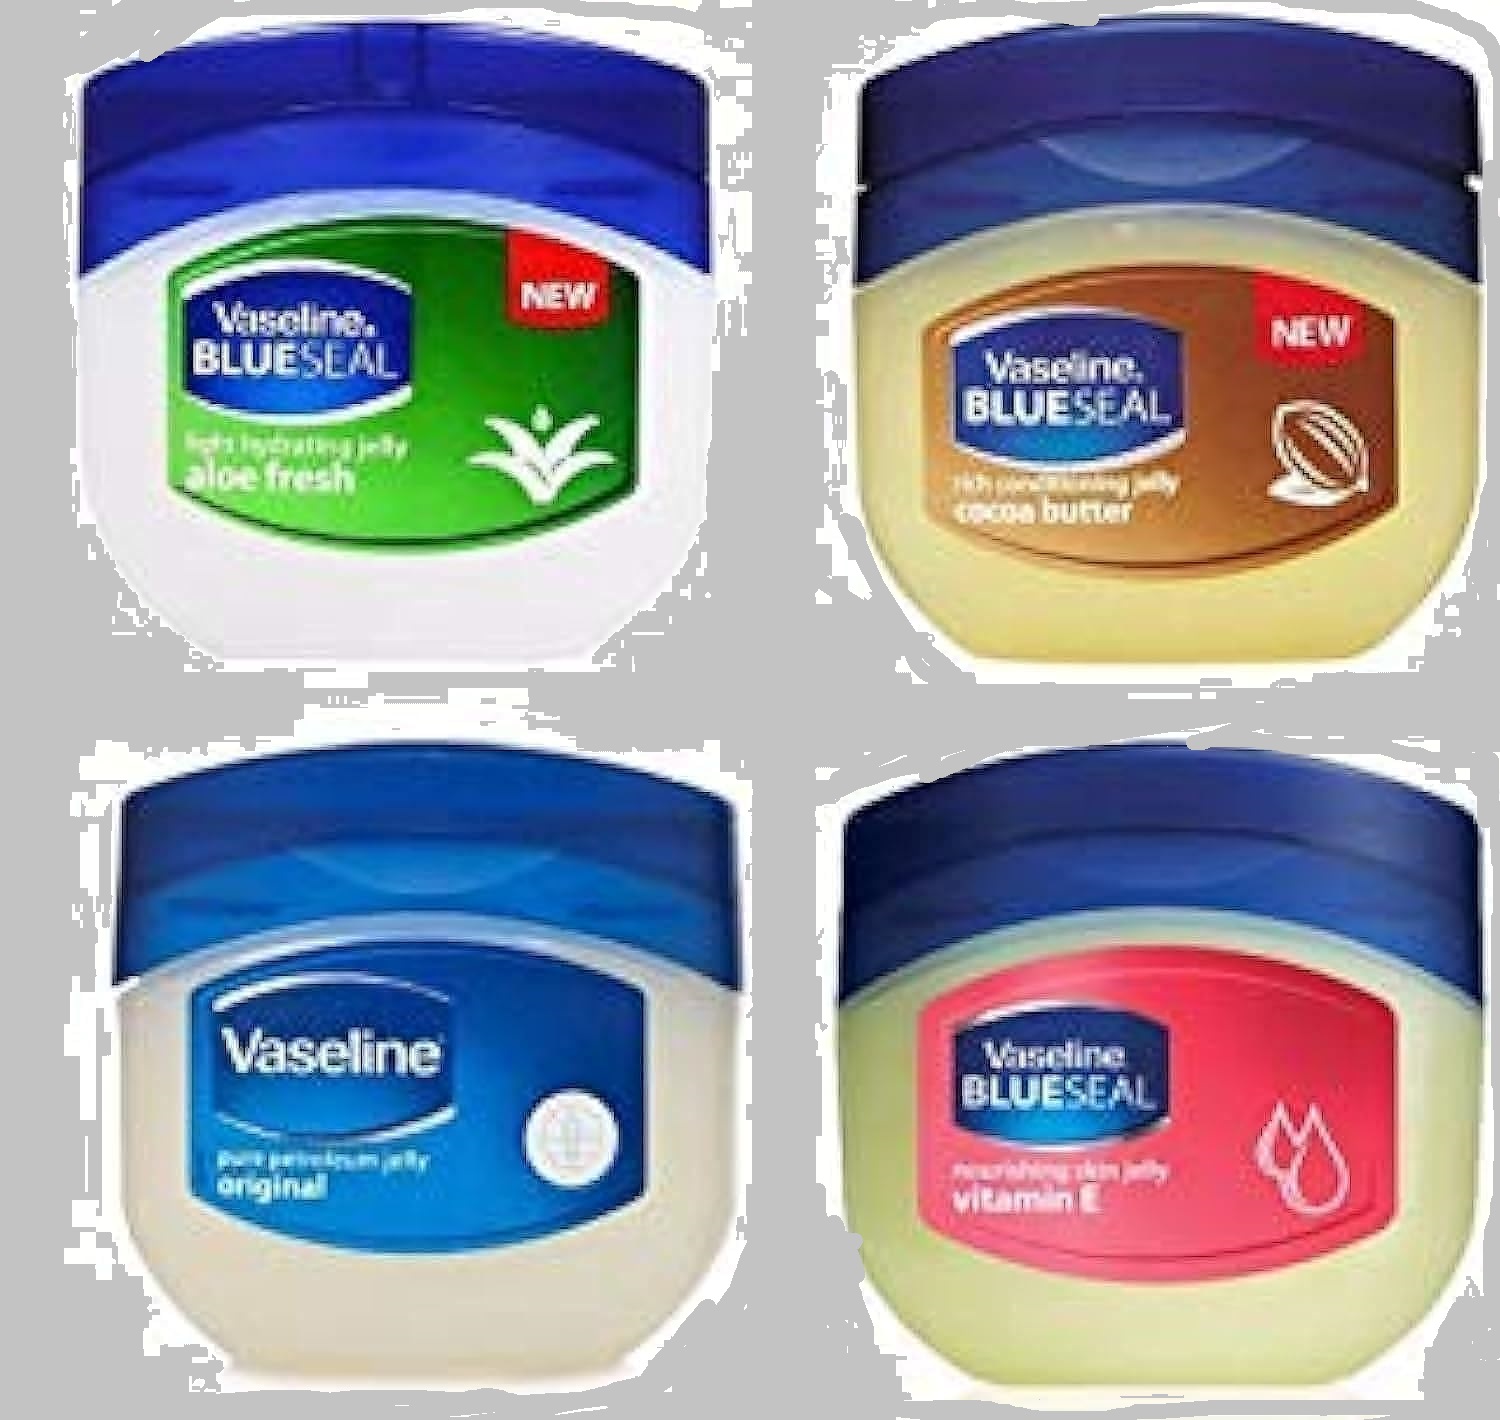 Vaseline.
BLUESEAL
NEW
light hydrating jelly
aloe fresh
Vaseline.
BLUESEAL
NEW
rich conditioning jelly
cocoa butter
Vaseline
pure petroleum jelly
original
Vaseline
BLUESEAL
nourishing skin jelly
vitamin E